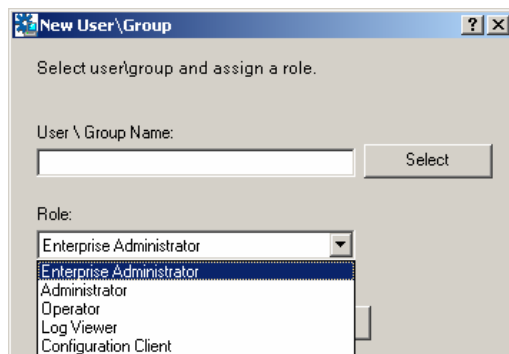 New User\Group
Select user\group and assign a role.
User \ Group Name:
Select
Role:
Enterprise Administrator
Enterprise Administrator
Administrator
Operator
Log Viewer
Configuration Client